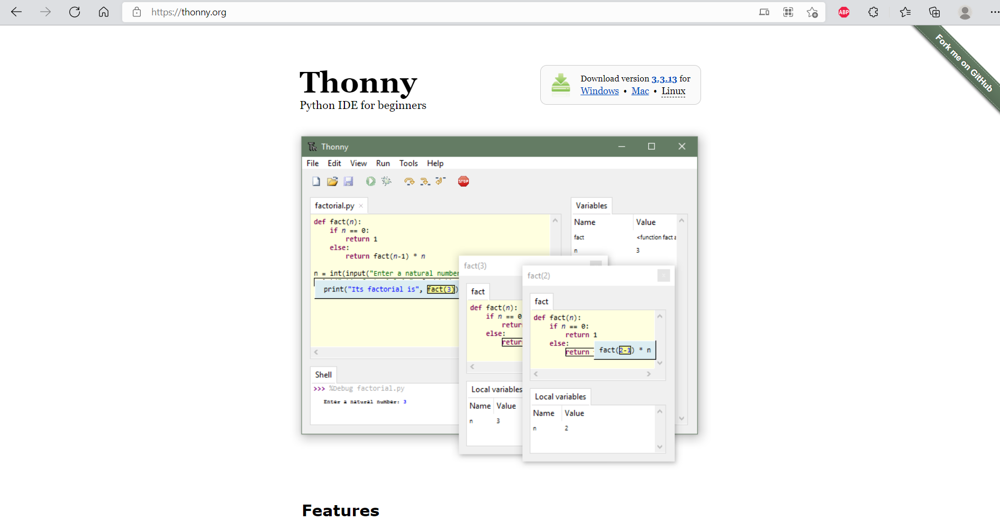 https://thonny.org
ABP
Fork me on GitHub
Thonny
Python IDE for beginners
Download version 3.3.13 for
Windows • Mac • Linux
Th Thonny
File Edit View Run Tools Help
STOP
factorial.py ×
def fact(n):
if n == 0:
return 1
else:
return fact(n-1) * n
n = int(input("Enter a natural number
print("Its factorial is", fact(3))
Variables
Name Value
fact <function fact a
n 3
fact(3)
fact
def fact(n):
if n == 0
retur
else:
retur
Local variables
Name Value
n 3
fact(2)
fact
def fact(n):
if n == 0:
return 1
else:
return fact(2-1) * n
Local variables
Name Value
n 2
Shell
>>> %Debug factorial.py
Enter a natural number: 3
Features